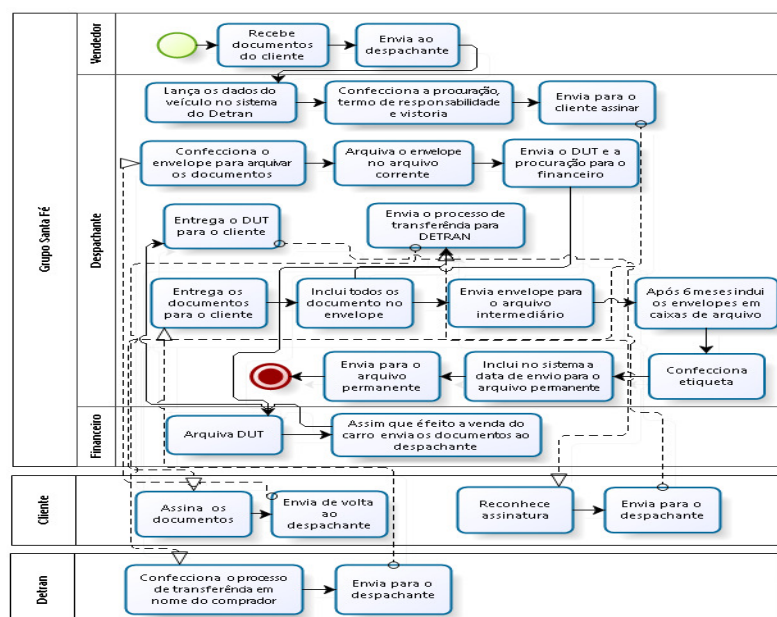 Grupo Santa Fé
Vendedor
Recebe
documentos
do cliente
Envia ao
despachante
Despachante
Lança os dados do
veículo no sistema
do Detran
Confecciona a procuração,
termo de responsabilidade
e vistoria
Envia para o
cliente assinar
Confecciona o
envelope para arquivar
os documentos
Arquiva o envelope
no arquivo
corrente
Envia o DUT e a
procuração para o
financeiro
Entrega o DUT
para o cliente
Envia o processo de
transferência para
DETRAN
Entrega os
documentos
para o cliente
Inclui todos os
documento no
envelope
Envia envelope para
o arquivo
intermediário
Após 6 meses indui
os envelopes em
caixas de arquivo
Envia para o
arquivo
permanente
Inclui no sistema a
data de envio para o
arquivo permanente
Confecciona
etiqueta
Financeiro
Arquiva DUT
Assim que é feito a venda do
carro envia os documentos ao
despachante
Cliente
Assina os
documentos
Envia de volta
ao
despachante
Reconhece
assinatura
Envia para o
despachante
Detran
Confecciona o processo
de transferência em
nome do comprador
Envia para o
despachante